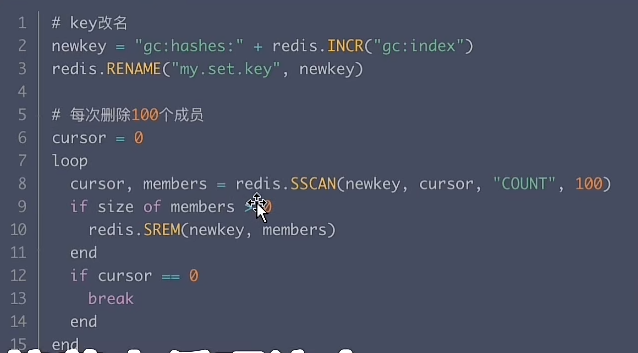 1 # key改名
2 newkey = "gc:hashes:" + redis.INCR("gc:index")
3 redis.RENAME("my.set.key", newkey)
4
5 # 每次删除100个成员
6 cursor = 0
7 loop
8 cursor, members = redis.SSCAN(newkey, cursor, "COUNT", 100)
9 if size of members > 0
10 redis.SREM(newkey, members)
11 end
12 if cursor == 0
13 break
14 end
15 end